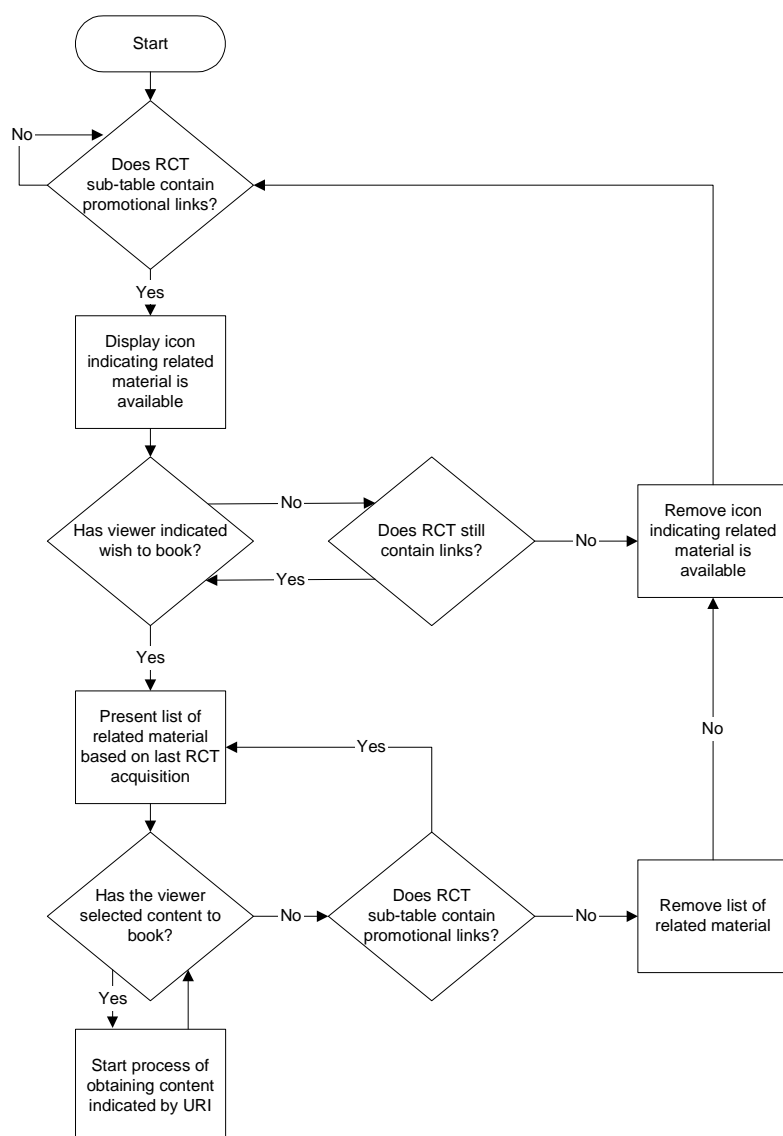 Start
No
Does RCT
sub-table contain
promotional links?
Yes
Display icon
indicating related
material is
available
Has viewer indicated
wish to book?
No
Yes
Does RCT still
contain links?
No
Remove icon
indicating related
material is
available
Yes
Present list of
related material
based on last RCT
acquisition
Yes
No
Has the viewer
selected content to
book?
No
Does RCT
sub-table contain
promotional links?
No
Remove list of
related material
Yes
Start process of
obtaining content
indicated by URI